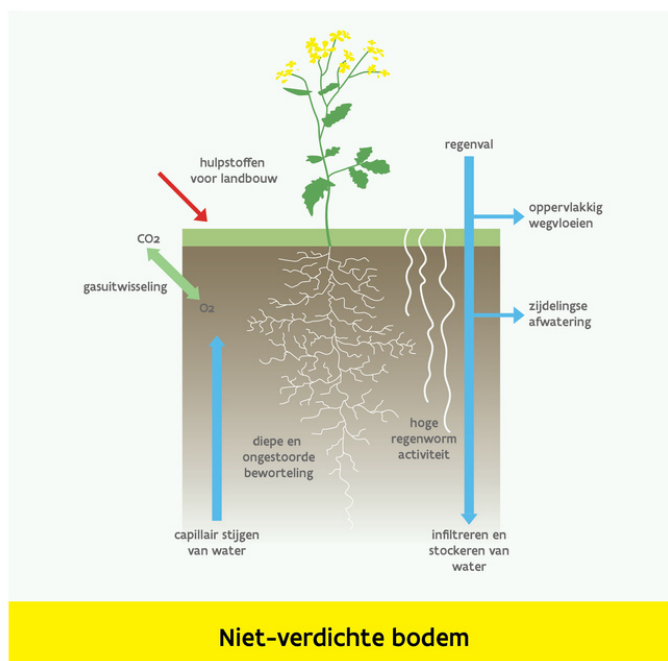 hulpstoffen
voor landbouw
regenval
oppervlakkig
wegvloeien
CO2
gasuitwisseling
O2
zijdelingse
afwatering
diepe en
ongestoorde
beworteling
hoge
regenworm
activiteit
capillair stijgen
van water
infiltreren en
stockeren van
water
Niet-verdichte bodem